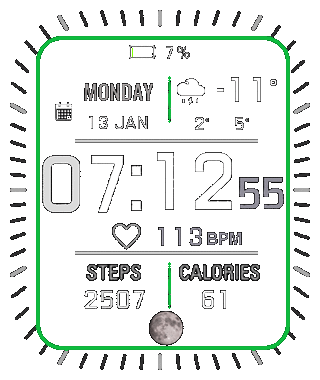 7%
MONDAY -11°
13 JAN 2° 5°
07:12 55
113 BPM
STEPS CALORIES
2507 61